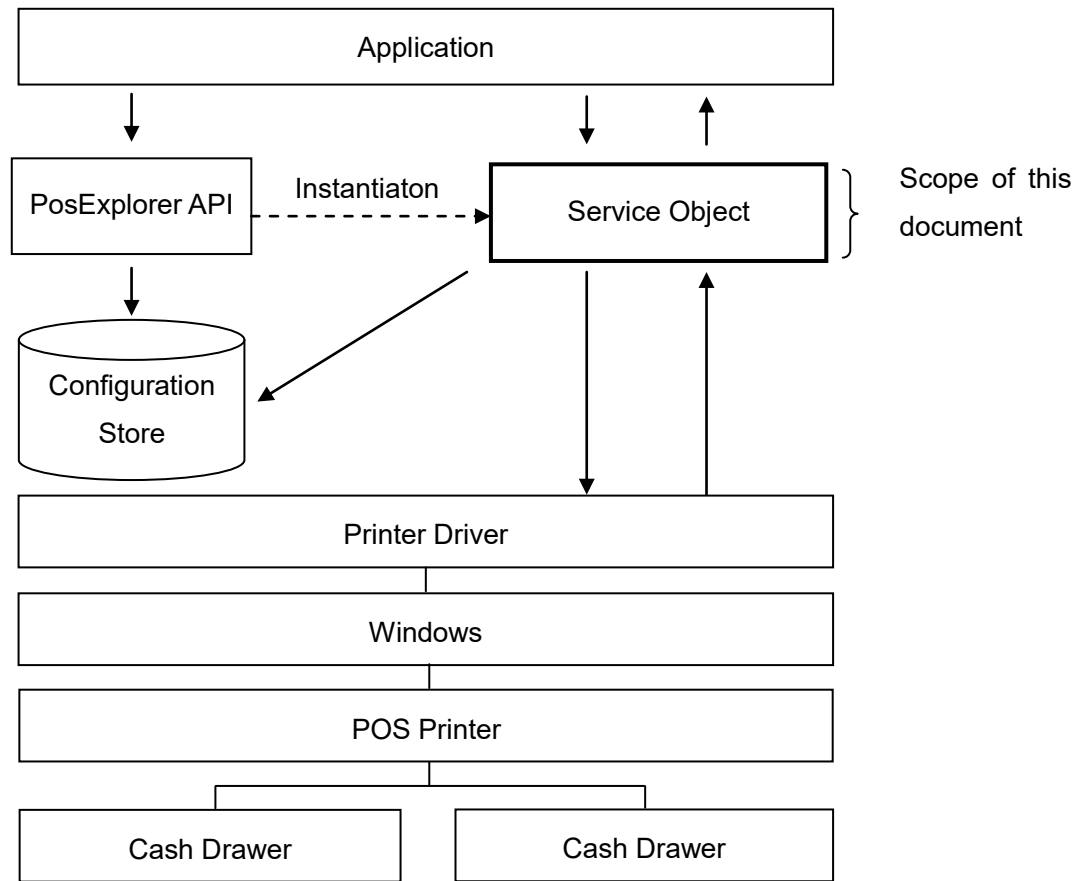 Application
PosExplorer API
Instantiaton
Service Object
Scope of this
document
Configuration
Store
Printer Driver
Windows
POS Printer
Cash Drawer
Cash Drawer